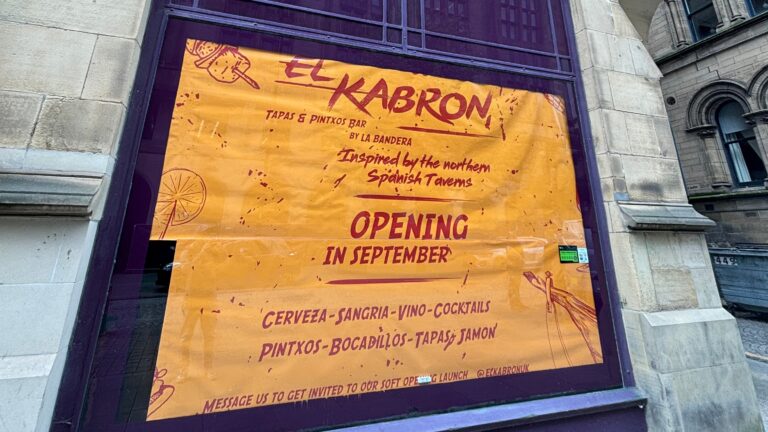 EL
KABRON
TAPAS & PINTXOS BAR
BY LA BANDERA
Inspired by the northern
Spanish Taverns
OPENING
IN SEPTEMBER
CERVEZA-SANGRIA-VINO-COCKTAILS
PINTXOS-BOCADILLOS-TAPAS y JAMON
MESSAGE US TO GET INVITED TO OUR SOFT OPENING LAUNCH @ELKABRONUK